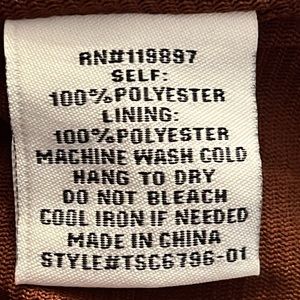 RN#119897
SELF:
100%POLYESTER
LINING:
100%POLYESTER
MACHINE WASH COLD
HANG TO DRY
DO NOT BLEACH
COOL IRON IF NEEDED
MADE IN CHINA
STYLE#TSC6796-01